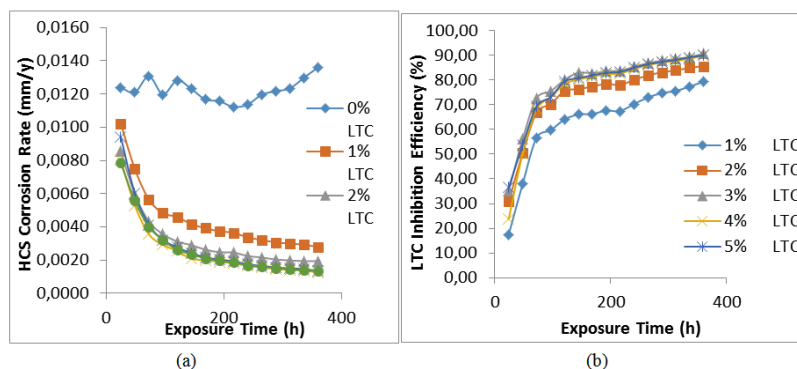 HCS Corrosion Rate (mm/y)
0,0160
0,0140
0,0120
0,0100
0,0080
0,0060
0,0040
0,0020
0,0000
0
200
400
Exposure Time (h)
0%
LTC
1%
LTC
2%
LTC
(a)
LTC Inhibition Efficiency (%)
100,00
90,00
80,00
70,00
60,00
50,00
40,00
30,00
20,00
10,00
0,00
0
200
400
Exposure Time (h)
1% LTC
2% LTC
3% LTC
4% LTC
5% LTC
(b)